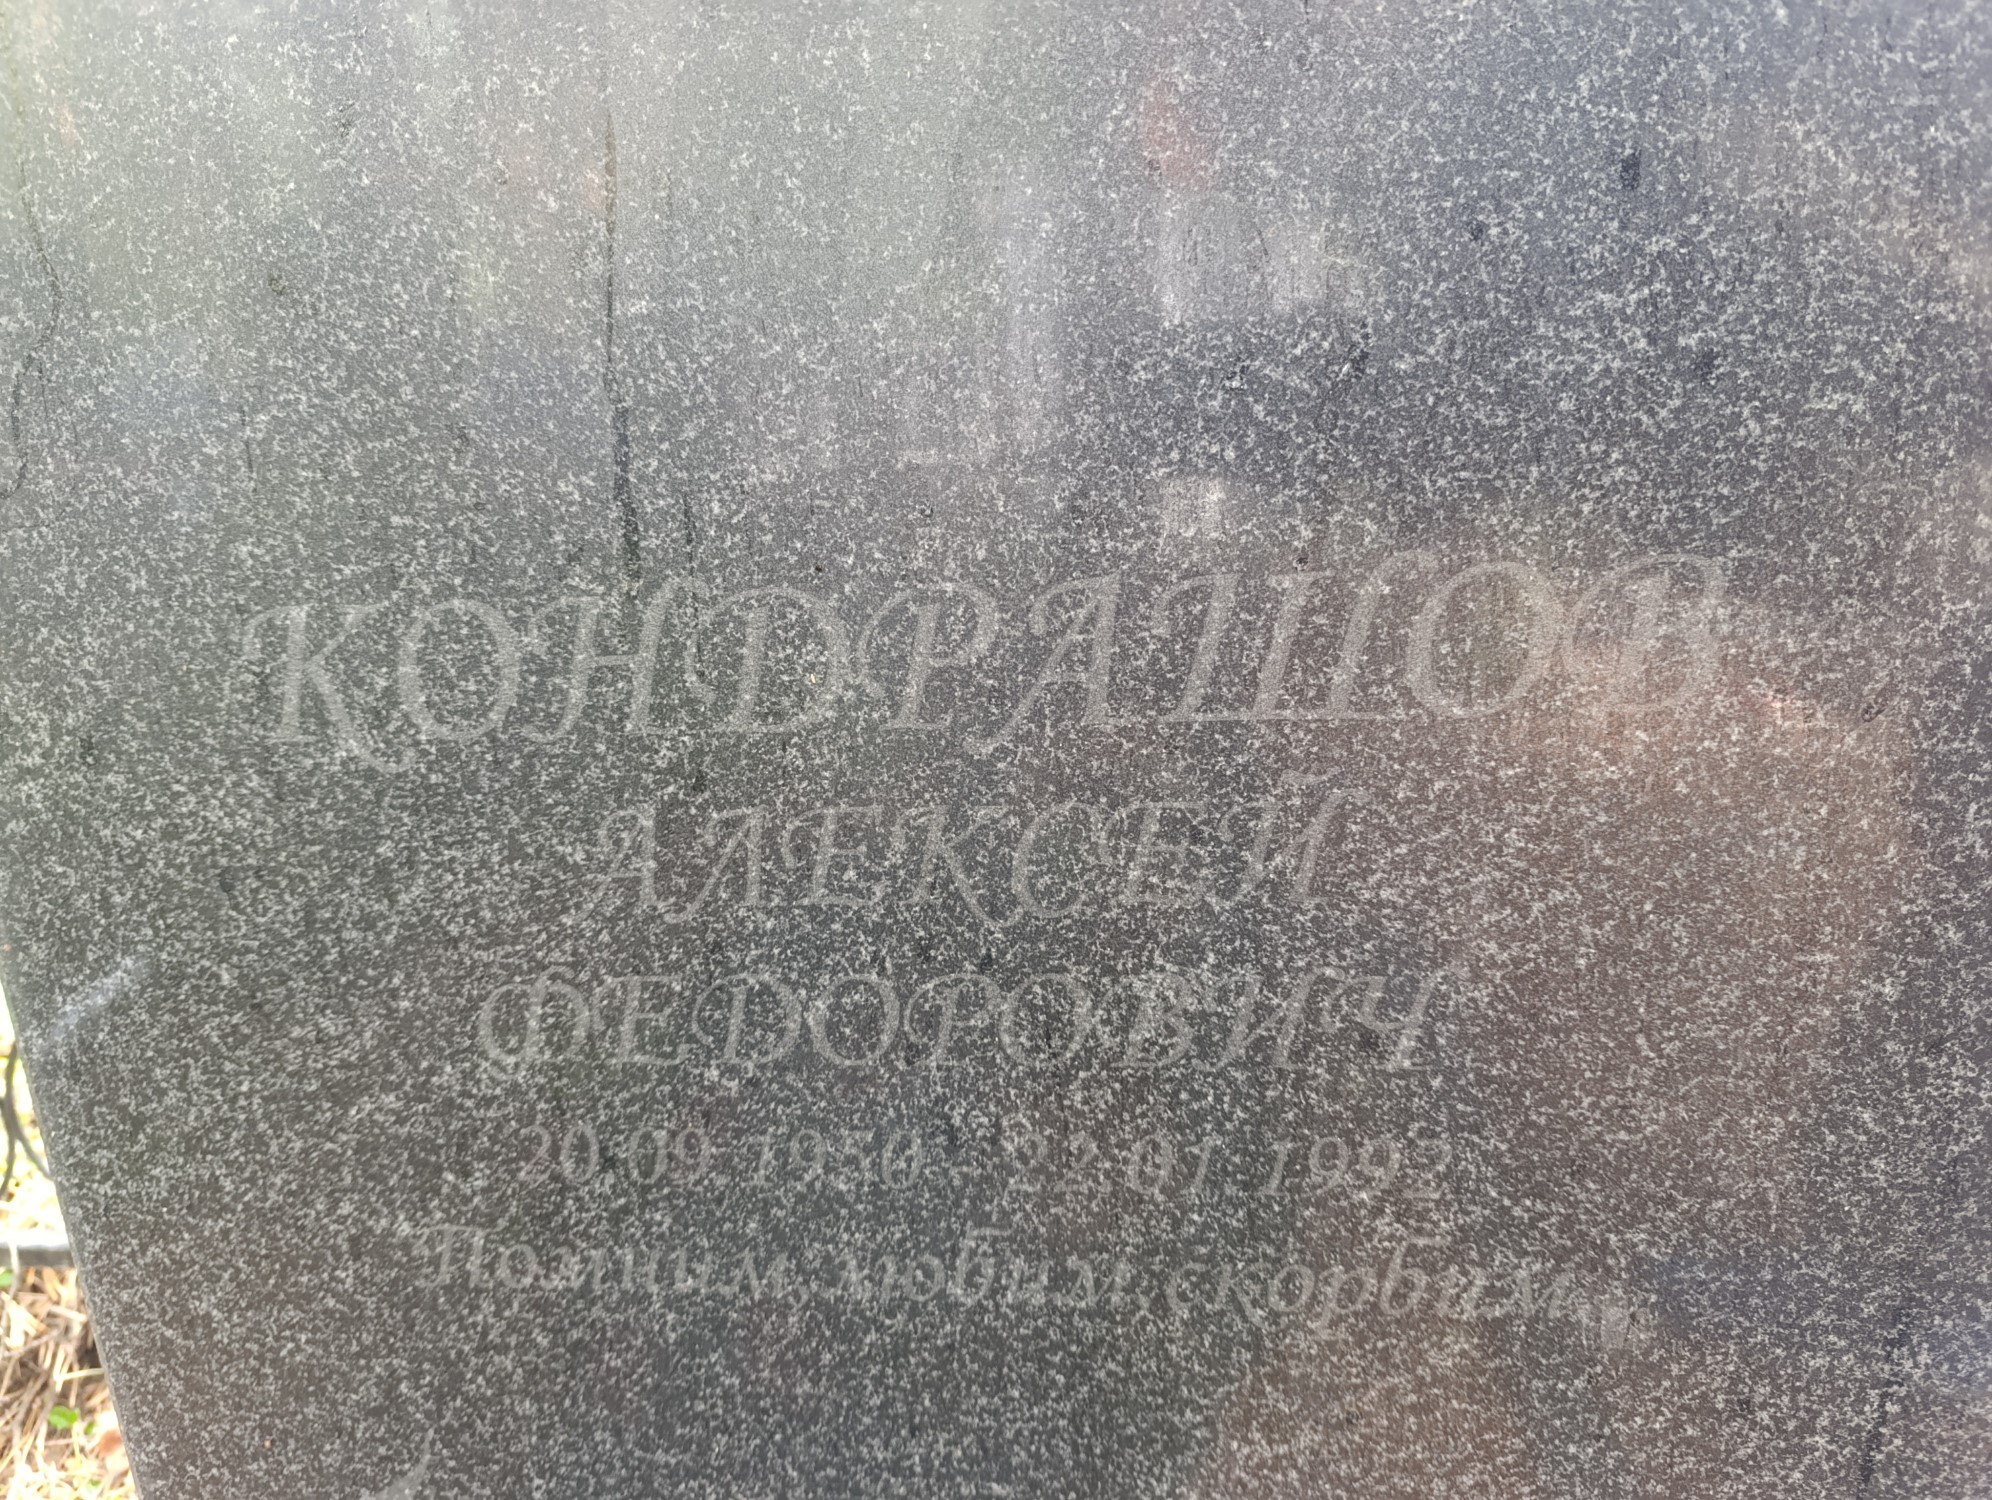 КОНДРАШОВ
АЛЕКСЕЙ
ФЕДОРОВИЧ
20.09.1950 - 22.01.1992
Помним, любим, скорбим...